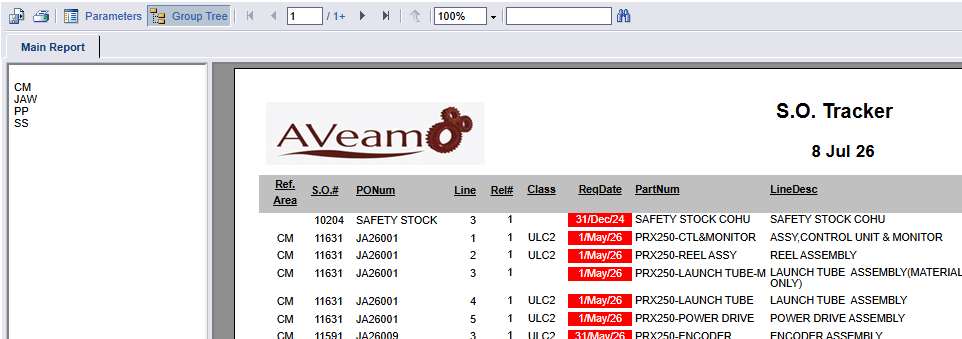 Parameters Group Tree 1 / 1+ 100%
Main Report
CM
JAW
PP
SS
AVeam
S.O. Tracker
8 Jul 26
Ref. Area S.O.# PONum Line Rel# Class ReqDate PartNum LineDesc
10204 SAFETY STOCK 3 1 31/Dec/24 SAFETY STOCK COHU SAFETY STOCK COHU
CM 11631 JA26001 1 1 ULC2 1/May/26 PRX250-CTL&MONITOR ASSY,CONTROL UNIT & MONITOR
CM 11631 JA26001 2 1 ULC2 1/May/26 PRX250-REEL ASSY REEL ASSEMBLY
CM 11631 JA26001 3 1 1/May/26 PRX250-LAUNCH TUBE-M LAUNCH TUBE ASSEMBLY(MATERIAL
ONLY)
CM 11631 JA26001 4 1 ULC2 1/May/26 PRX250-LAUNCH TUBE LAUNCH TUBE ASSEMBLY
CM 11631 JA26001 5 1 ULC2 1/May/26 PRX250-POWER DRIVE POWER DRIVE ASSEMBLY
CM 11591 JA26009 3 1 ULC2 31/May/26 PRX250-ENCODER ENCODER ASSEMBLY